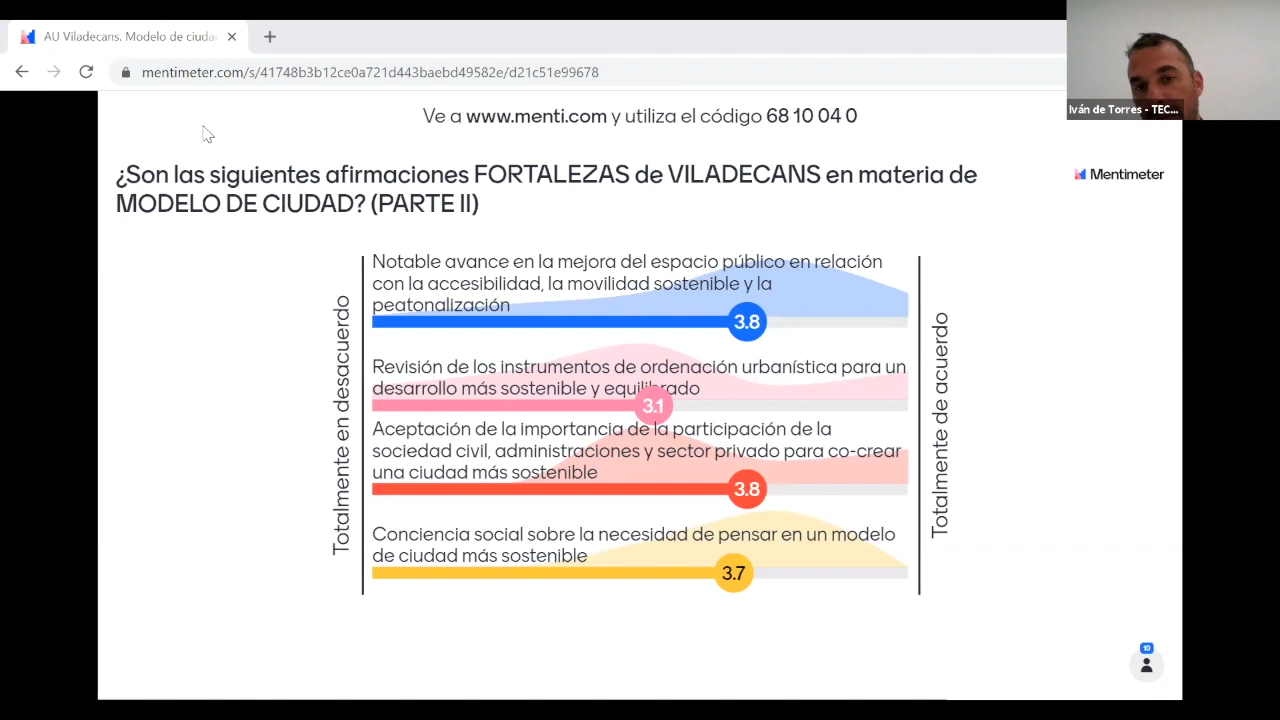 AU Viladecans. Modelo de ciuda
mentimeter.com/s/41748b3b12ce0a721d443baebd49582e/d21c51e99678
Iván de Torres - TEC...
Ve a www.menti.com y utiliza el código 68 10 04 0
¿Son las siguientes afirmaciones FORTALEZAS de VILADECANS en materia de
MODELO DE CIUDAD? (PARTE II)
Mentimeter
Totalmente en desacuerdo
Notable avance en la mejora del espacio público en relación
con la accesibilidad, la movilidad sostenible y la
peatonalización
3.8
Revisión de los instrumentos de ordenación urbanística para un
desarrollo más sostenible y equilibrado
3.1
Aceptación de la importancia de la participación de la
sociedad civil, administraciones y sector privado para co-crear
una ciudad más sostenible
3.8
Conciencia social sobre la necesidad de pensar en un modelo
de ciudad más sostenible
3.7
Totalmente de acuerdo
10